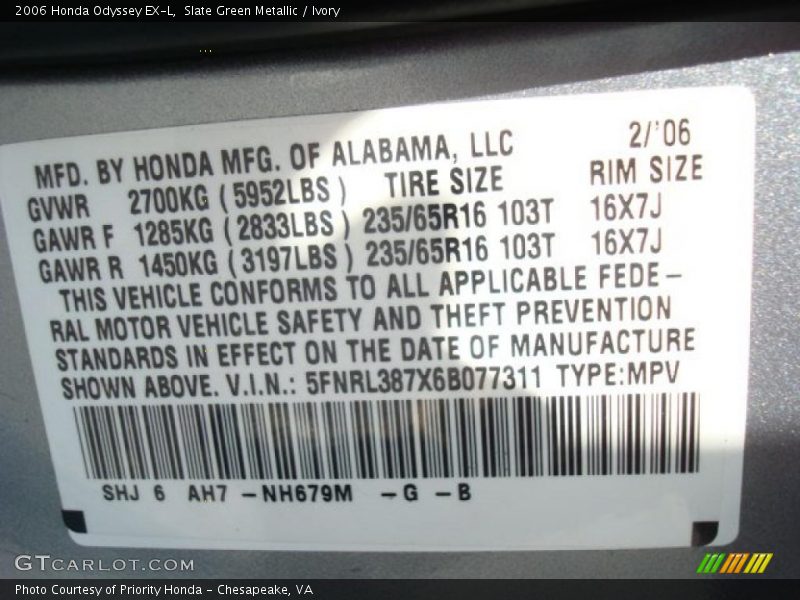 2006 Honda Odyssey EX-L,  Slate Green Metallic / Ivory
MFD. BY HONDA MFG. OF ALABAMA, LLC 2/'06
GVWR 2700KG (5952LBS) TIRE SIZE RIM SIZE
GAWR F 1285KG (2833LBS) 235/65R16 103T 16X7J
GAWR R 1450KG (3197LBS) 235/65R16 103T 16X7J
THIS VEHICLE CONFORMS TO ALL APPLICABLE FEDE-
RAL MOTOR VEHICLE SAFETY AND THEFT PREVENTION
STANDARDS IN EFFECT ON THE DATE OF MANUFACTURE
SHOWN ABOVE. V.I.N.: 5FNRL387X6B077311 TYPE:MPV
SHJ 6 AH7 -NH679M -G -B
GTCARLOT.COM
Photo Courtesy of Priority Honda - Chesapeake, VA